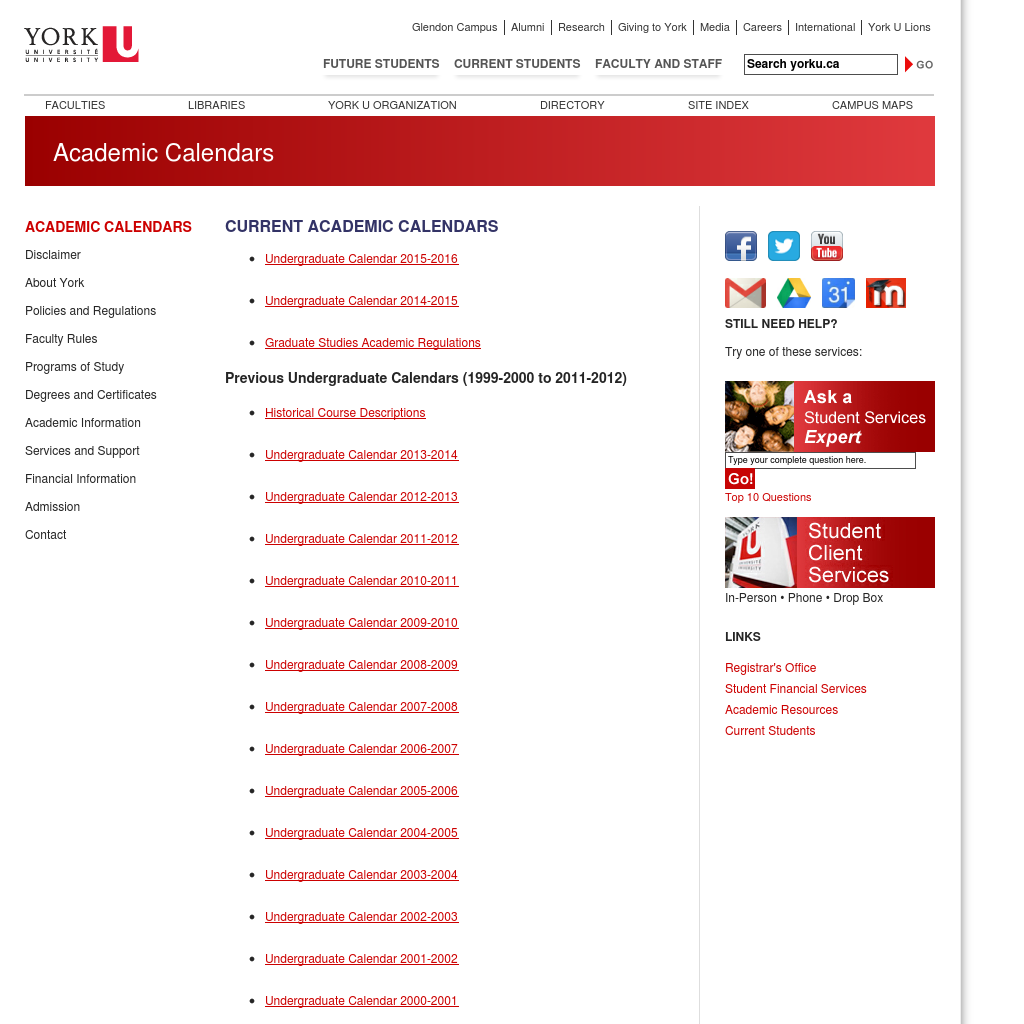 Glendon Campus Alumni Research Giving to York Media Careers International York U Lions
YORK U
UNIVERSITÉ
UNIVERSITY
FUTURE STUDENTS CURRENT STUDENTS FACULTY AND STAFF Search yorku.ca GO
FACULTIES LIBRARIES YORK U ORGANIZATION DIRECTORY SITE INDEX CAMPUS MAPS
Academic Calendars
ACADEMIC CALENDARS
Disclaimer
About York
Policies and Regulations
Faculty Rules
Programs of Study
Degrees and Certificates
Academic Information
Services and Support
Financial Information
Admission
Contact
CURRENT ACADEMIC CALENDARS
• Undergraduate Calendar 2015-2016
• Undergraduate Calendar 2014-2015
• Graduate Studies Academic Regulations
Previous Undergraduate Calendars (1999-2000 to 2011-2012)
• Historical Course Descriptions
• Undergraduate Calendar 2013-2014
• Undergraduate Calendar 2012-2013
• Undergraduate Calendar 2011-2012
• Undergraduate Calendar 2010-2011
• Undergraduate Calendar 2009-2010
• Undergraduate Calendar 2008-2009
• Undergraduate Calendar 2007-2008
• Undergraduate Calendar 2006-2007
• Undergraduate Calendar 2005-2006
• Undergraduate Calendar 2004-2005
• Undergraduate Calendar 2003-2004
• Undergraduate Calendar 2002-2003
• Undergraduate Calendar 2001-2002
• Undergraduate Calendar 2000-2001
f You
Tube
31 m
STILL NEED HELP?
Try one of these services:
Ask a
Student Services
Expert
Type your complete question here.
Go!
Top 10 Questions
YORK
U
UNIVERSITÉ
UNIVERSITY
Student
Client
Services
In-Person • Phone • Drop Box
LINKS
Registrar's Office
Student Financial Services
Academic Resources
Current Students